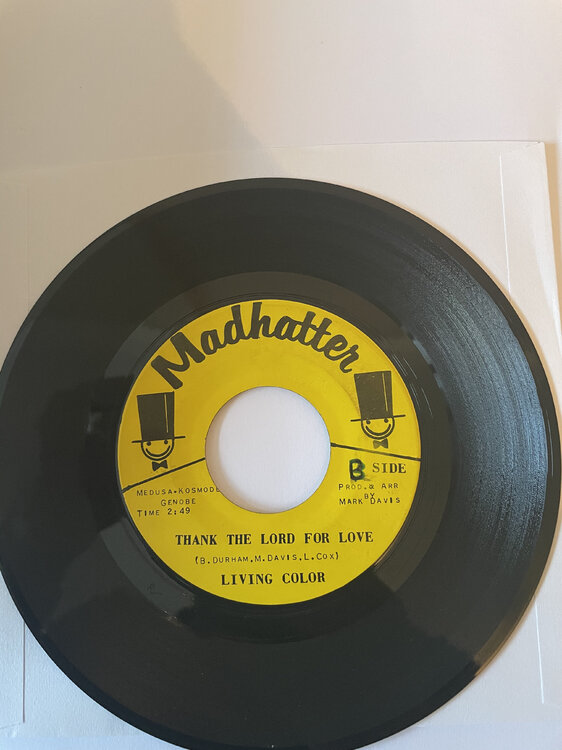 Madhatter
B SIDE
MEDUSA-KOSMODE
GENOBE
TIME 2:49
PROD. & ARR
BY
MARK DAVIS
THANK THE LORD FOR LOVE
(B. DURHAM, M. DAVIS, L. COX)
LIVING COLOR